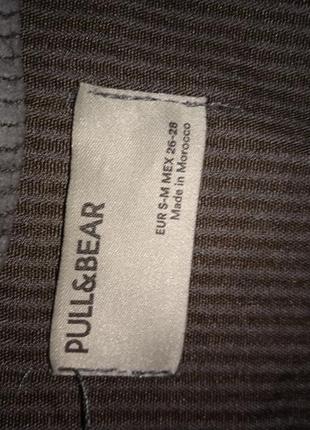 PULL&BEAR
EUR S-M MEX 26-28
Made in Morocco